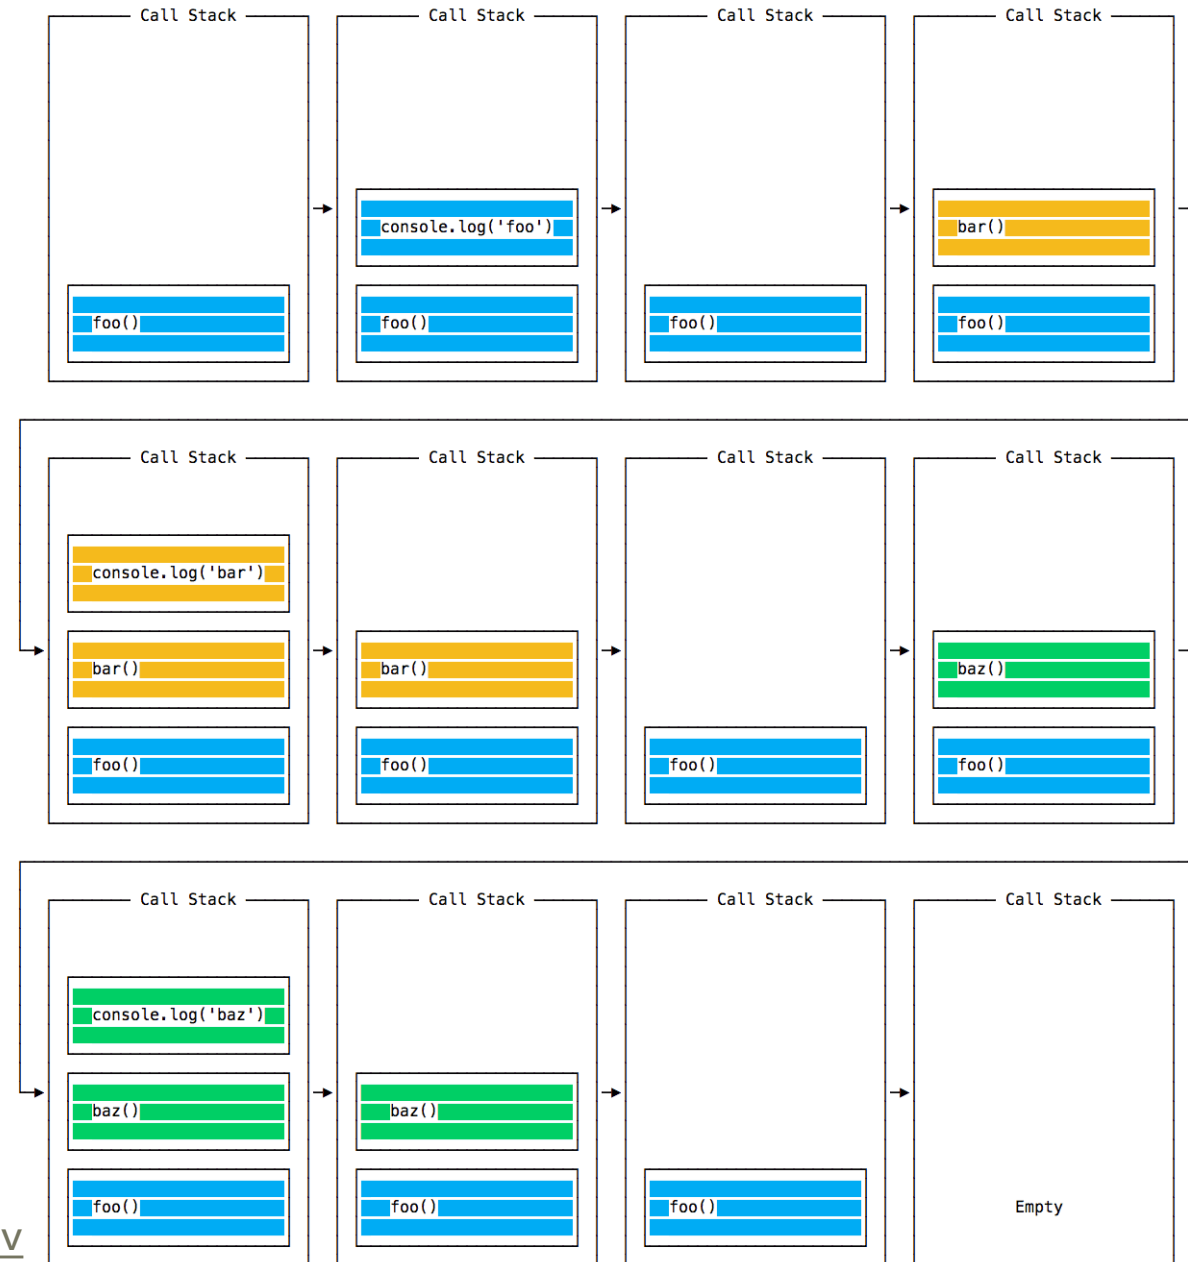 Call Stack
Call Stack
Call Stack
Call Stack
console.log('foo')
bar()
foo()
foo()
foo()
foo()
Call Stack
Call Stack
Call Stack
Call Stack
console.log('bar')
bar()
bar()
baz()
foo()
foo()
foo()
foo()
Call Stack
Call Stack
Call Stack
Call Stack
console.log('baz')
baz()
baz()
foo()
foo()
foo()
Empty
v